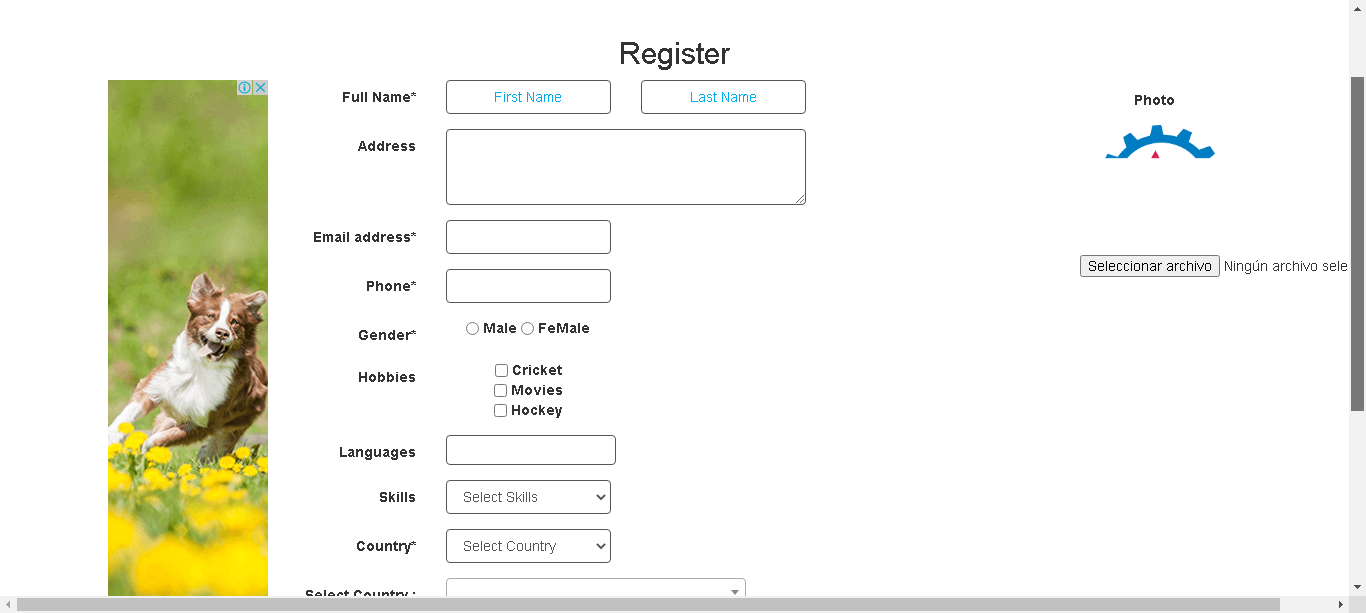 Register
Full Name* First Name Last Name
Photo
Address
Email address*
Seleccionar archivo Ningún archivo sele
Phone*
Gender* Male FeMale
Hobbies Cricket
Movies
Hockey
Languages
Skills Select Skills
Country* Select Country
Select Country :